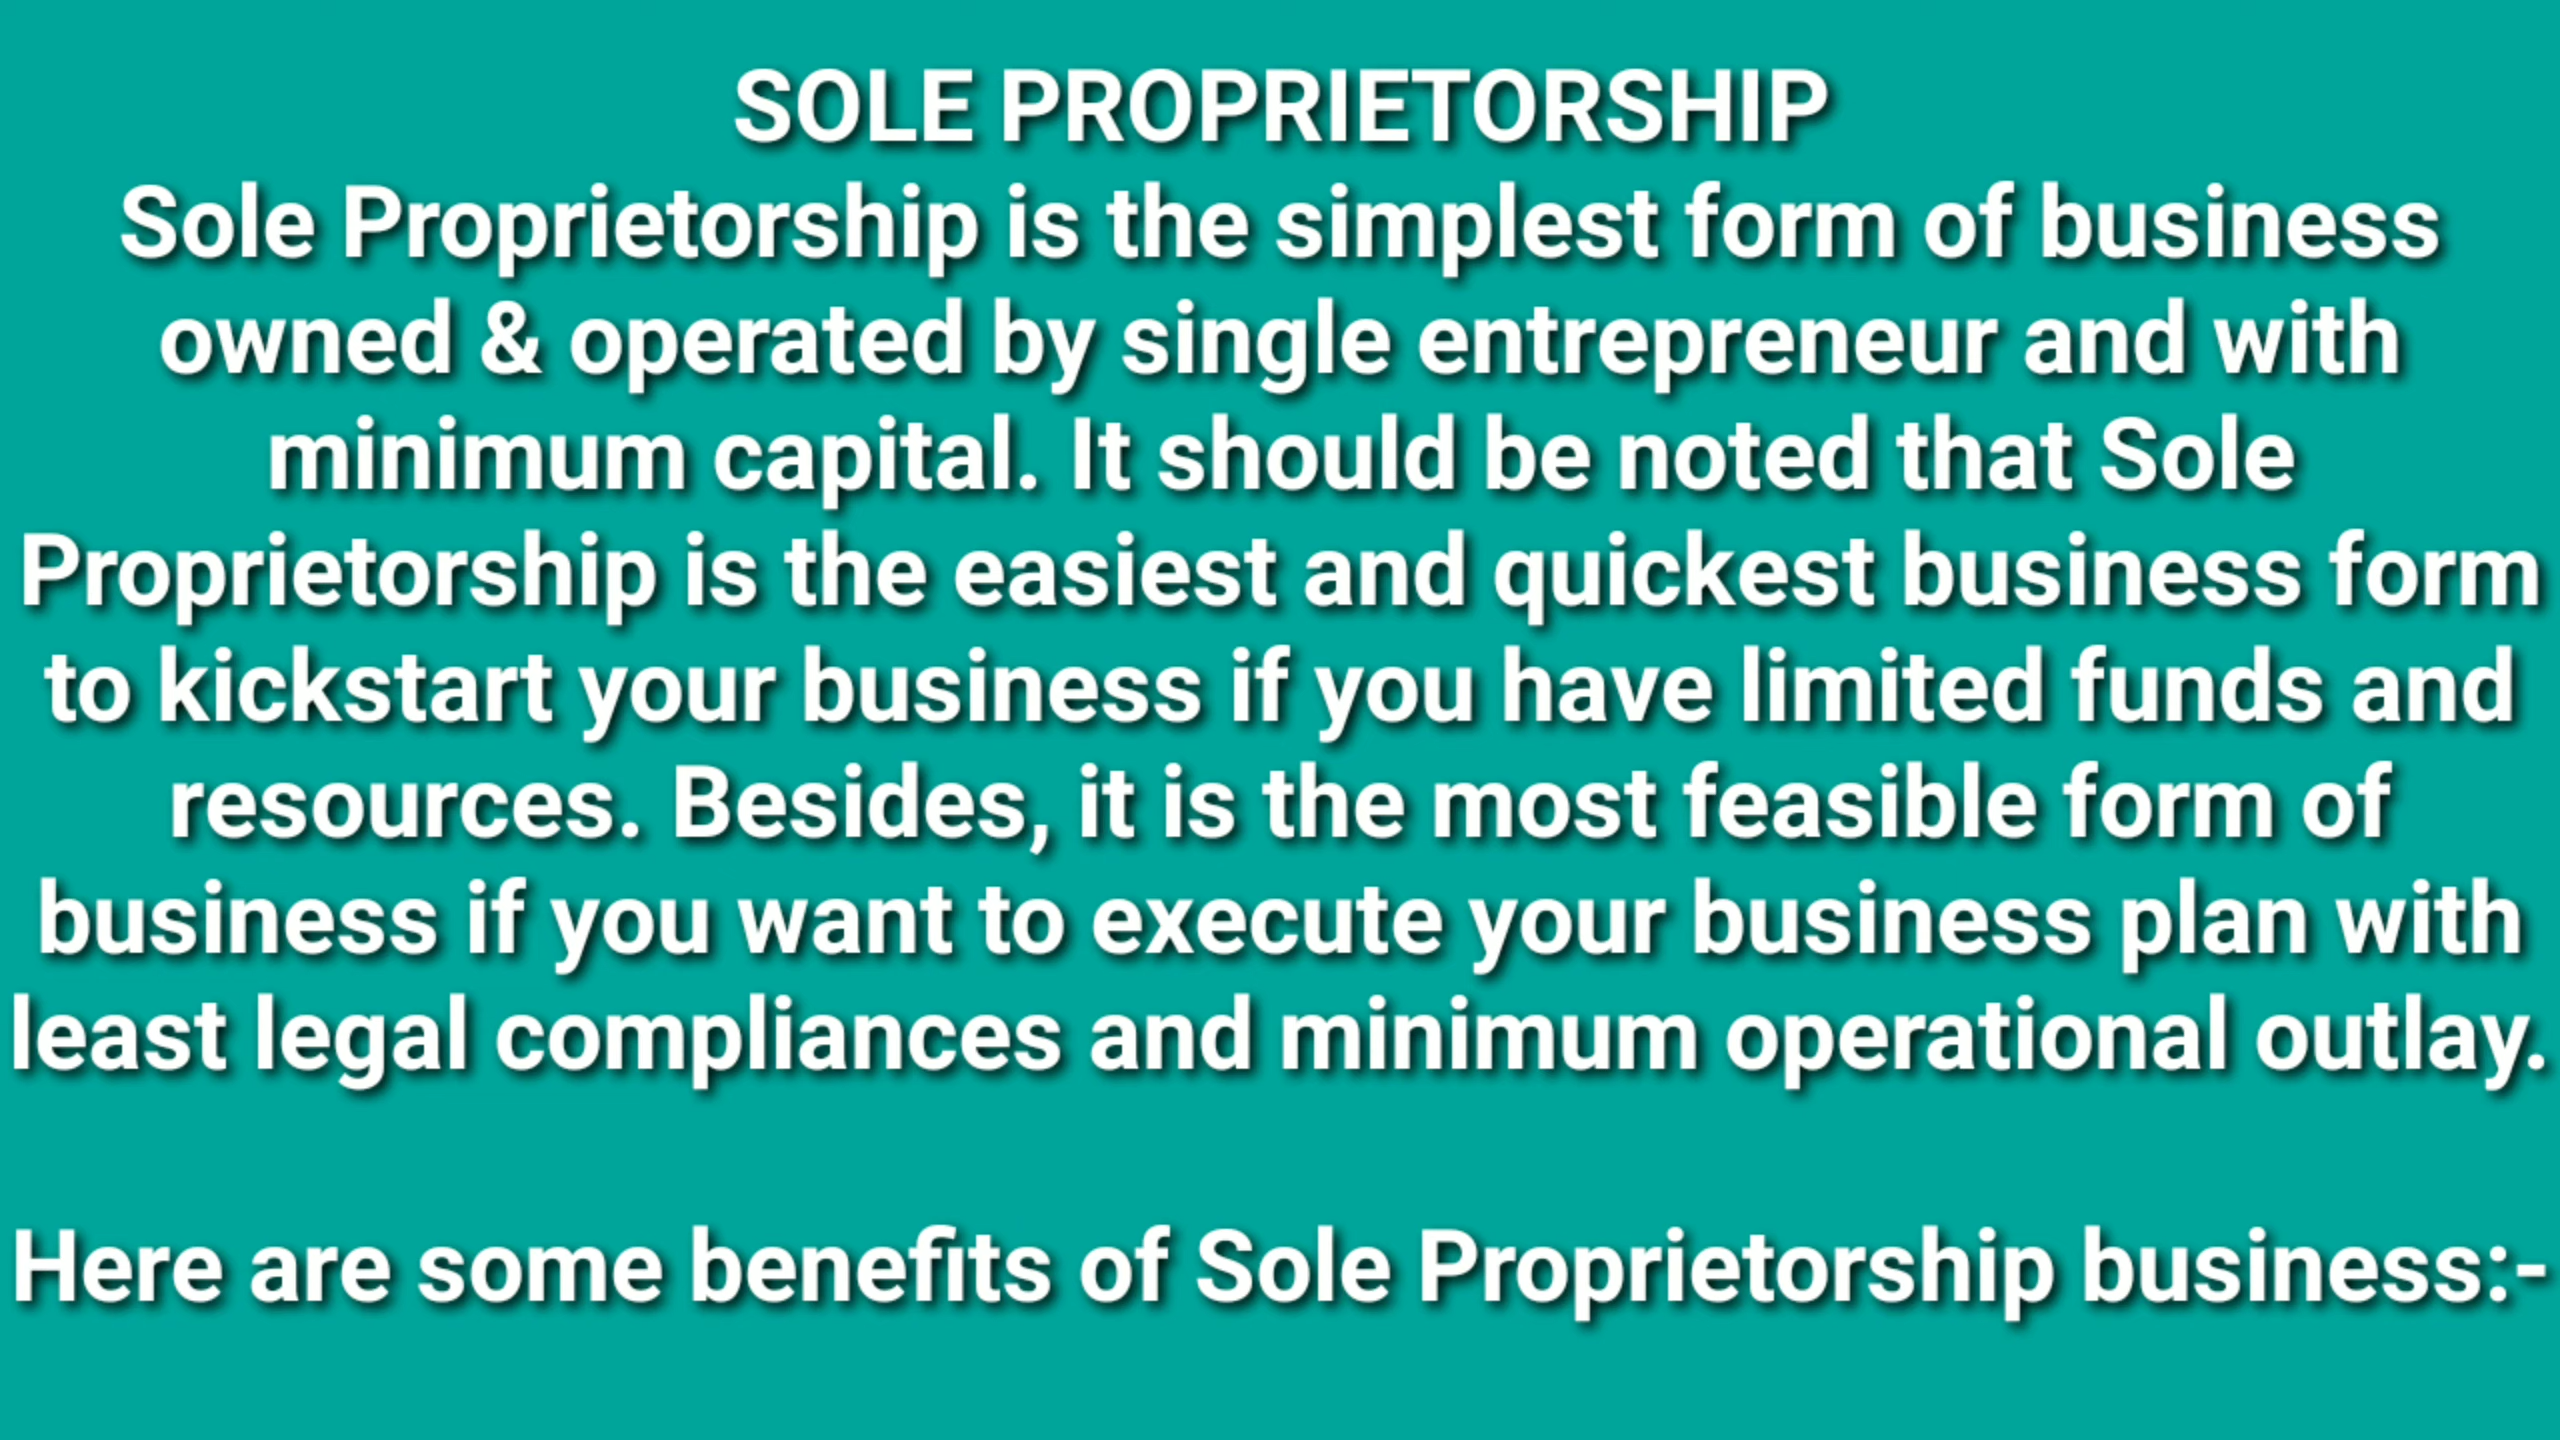 SOLE PROPRIETORSHIP
Sole Proprietorship is the simplest form of business
owned & operated by single entrepreneur and with
minimum capital. It should be noted that Sole
Proprietorship is the easiest and quickest business form
to kickstart your business if you have limited funds and
resources. Besides, it is the most feasible form of
business if you want to execute your business plan with
least legal compliances and minimum operational outlay.
Here are some benefits of Sole Proprietorship business:-